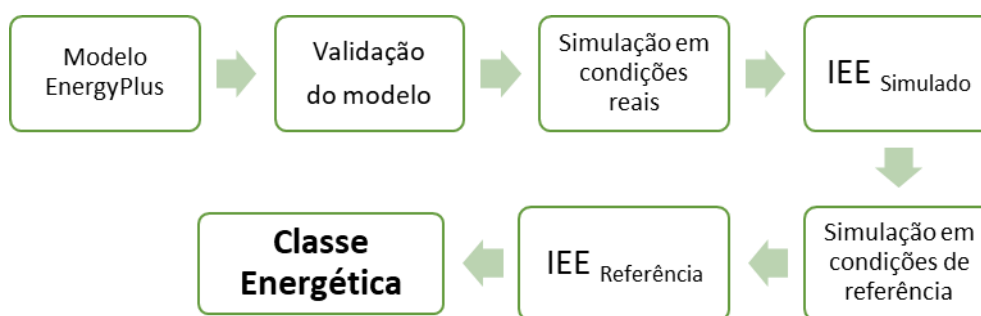 Modelo
EnergyPlus
Validação
do modelo
Simulação em
condições
reais
IEE Simulado
Simulação em
condições de
referência
IEE Referência
Classe
Energética